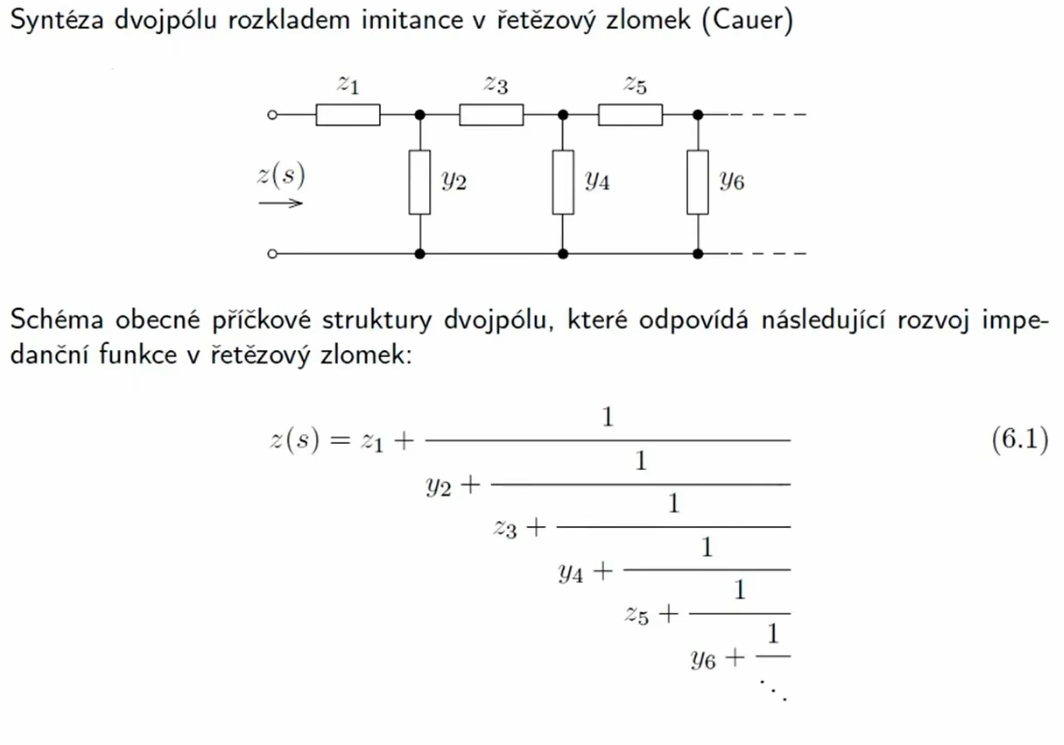 Syntéza dvojpólu rozkladem imitance v řetězový zlomek (Cauer)
z1 z3 z5
z(s) y2 y4 y6
Schéma obecné příčkové struktury dvojpólu, které odpovídá následující rozvoj impe-
danční funkce v řetězový zlomek:
1
z(s) = z1 + (6.1)
1
y2 +
1
z3 +
1
y4 +
1
z5 +
1
y6 +
⋱